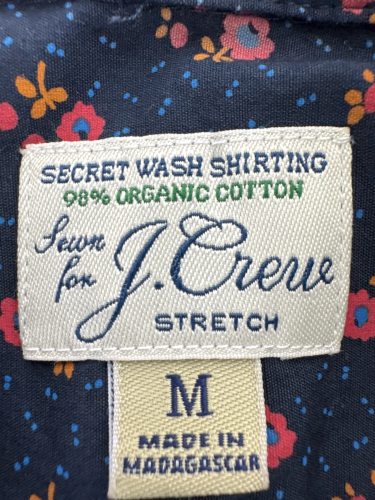 SECRET WASH SHIRTING
98% ORGANIC COTTON
Sewn
for
J.Crew
STRETCH
M
MADE IN
MADAGASCAR